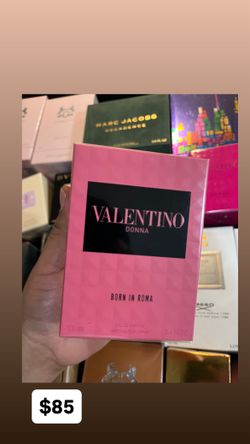 MARC JACOBS
DECADENCE
VALENTINO
DONNA
BORN IN ROMA
$85